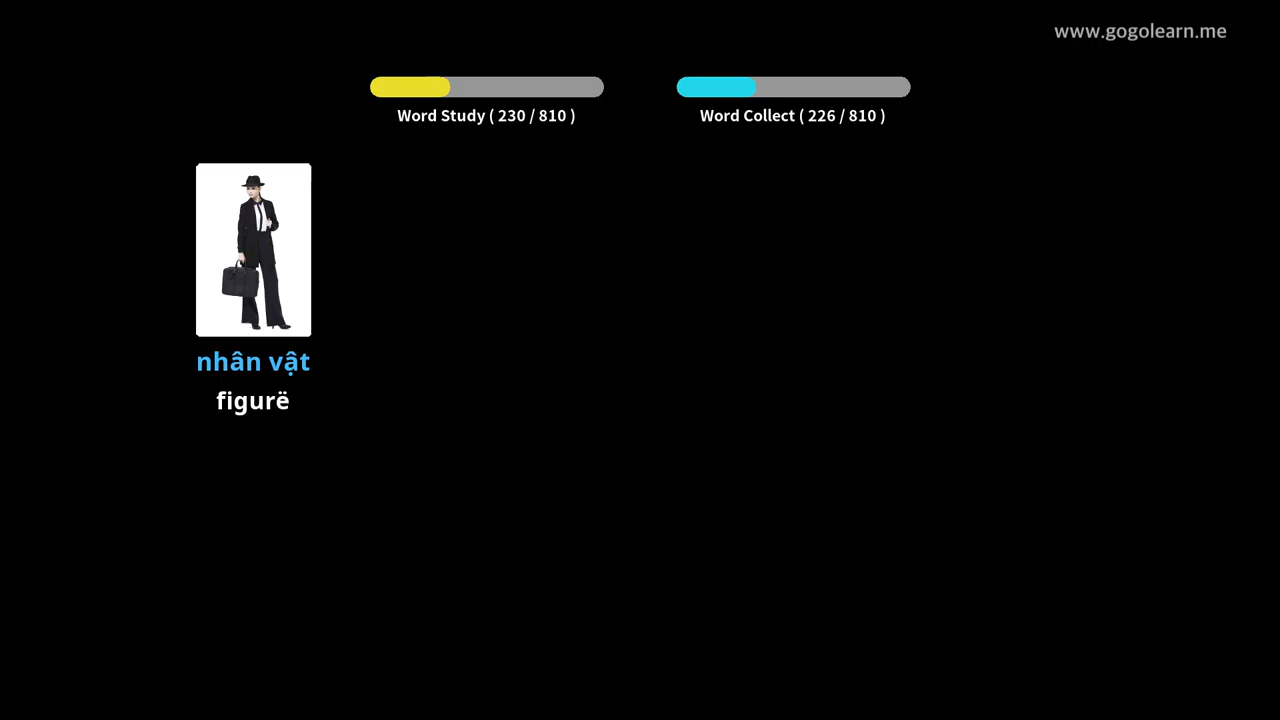 www.gogolearn.me
Word Study ( 230 / 810 )
Word Collect ( 226 / 810 )
nhân vật
figurë